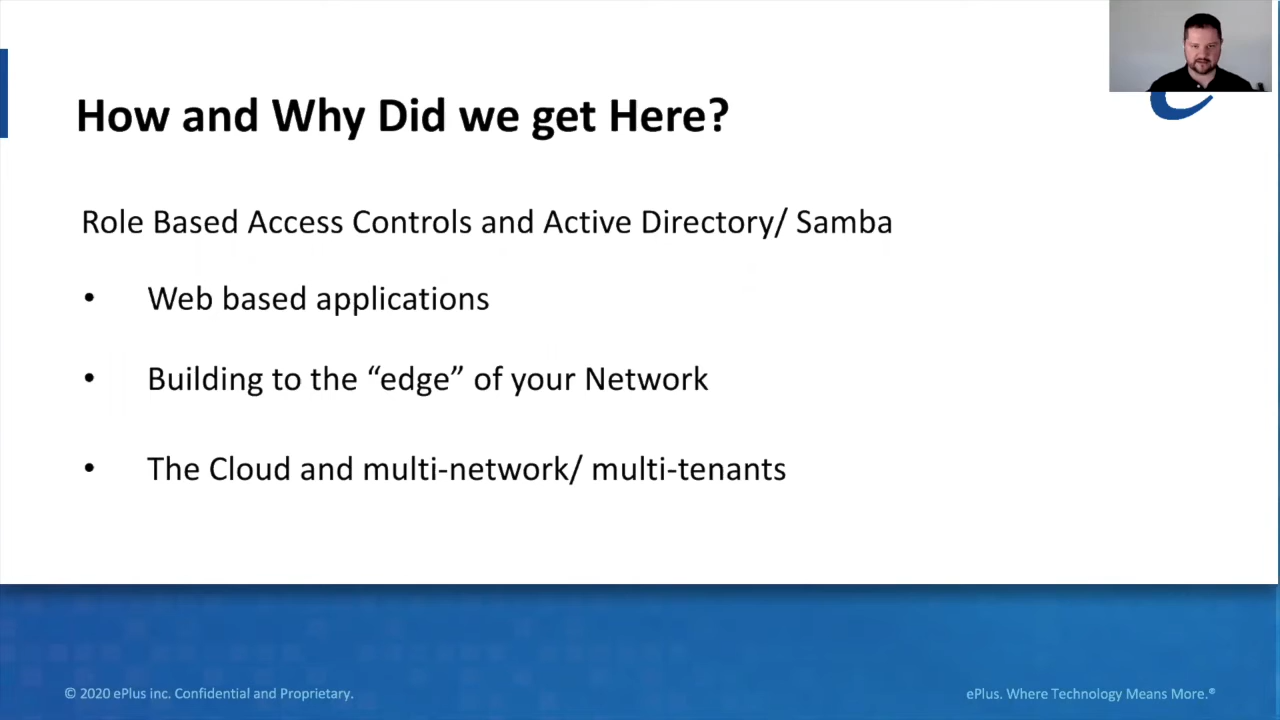 How and Why Did we get Here?
Role Based Access Controls and Active Directory/ Samba
• Web based applications
• Building to the “edge” of your Network
• The Cloud and multi-network/ multi-tenants
© 2020 ePlus inc. Confidential and Proprietary.
ePlus. Where Technology Means More.®